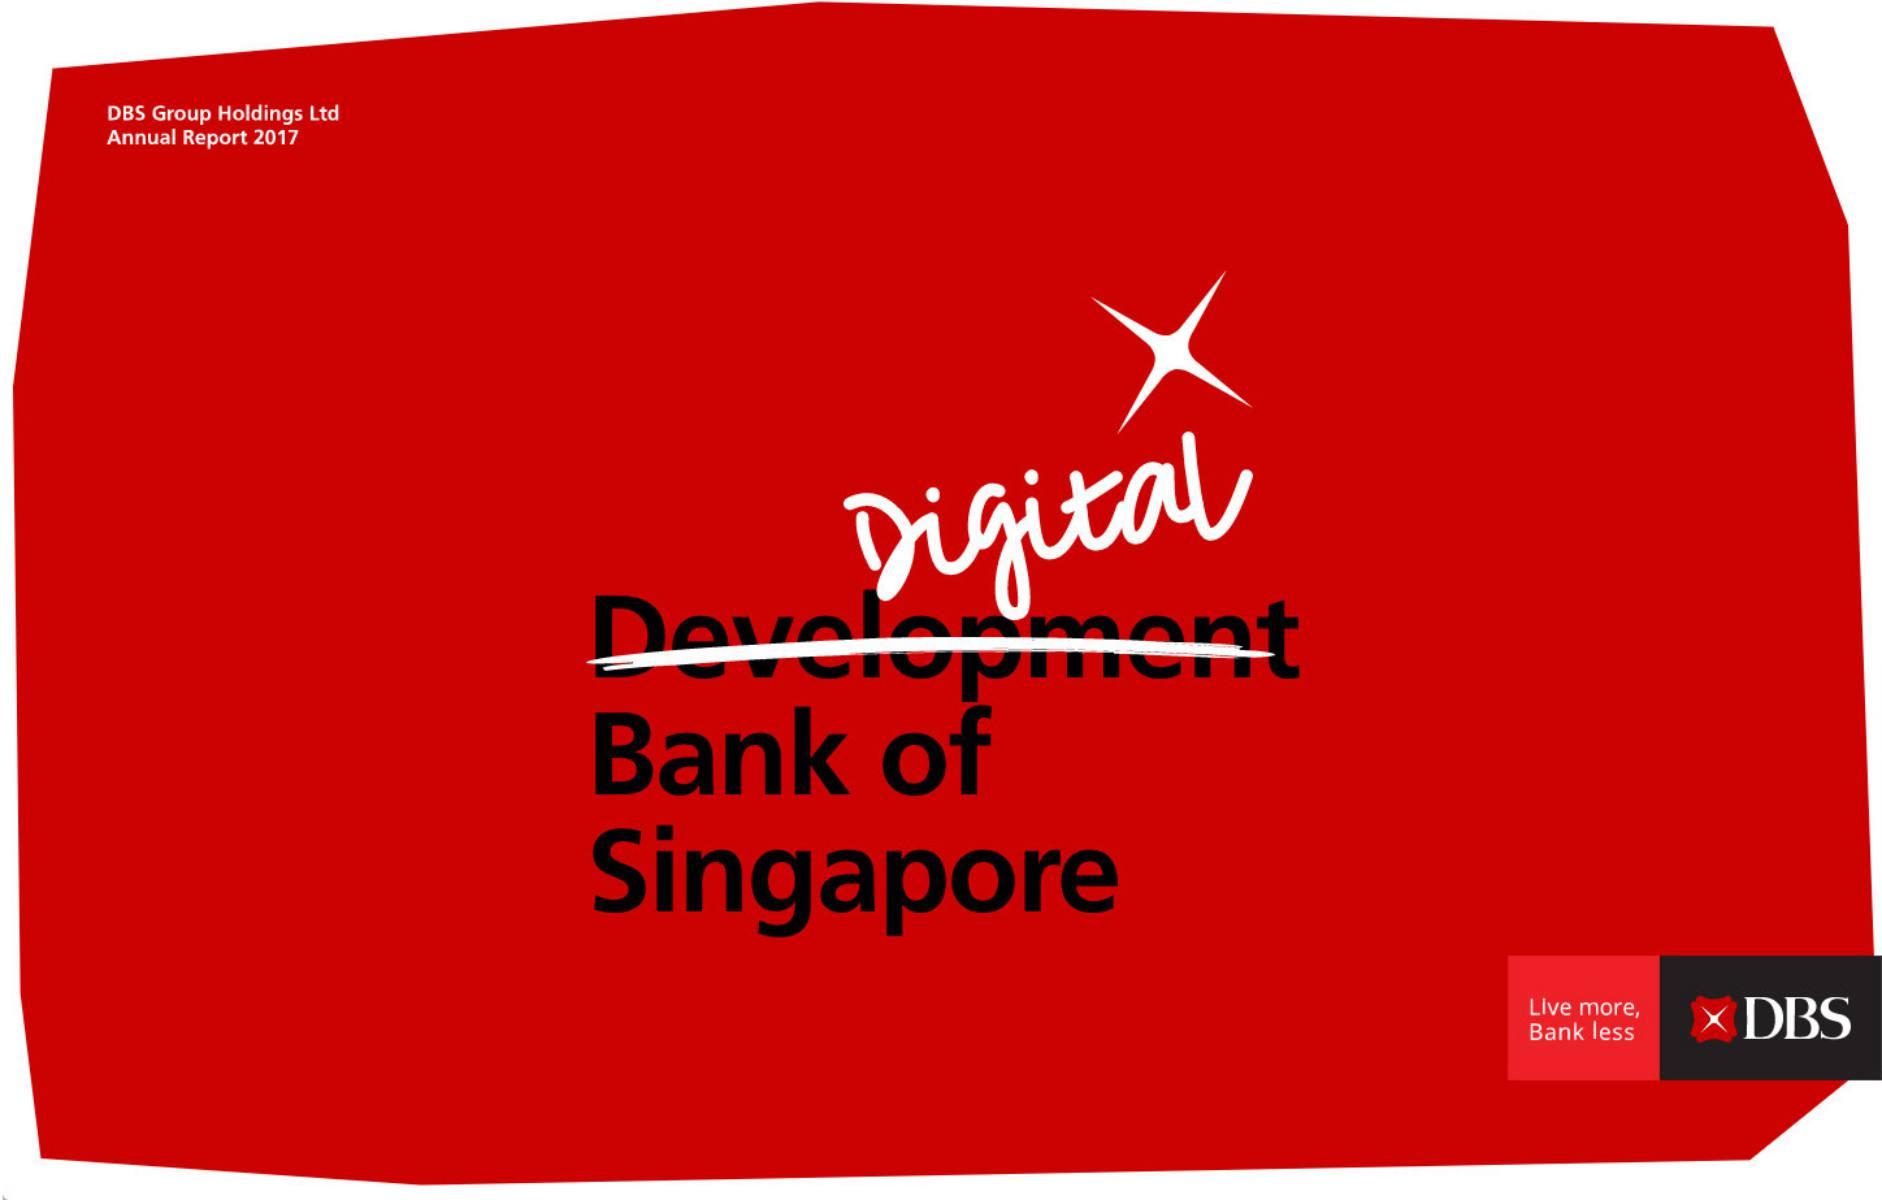 DBS Group Holdings Ltd
Annual Report 2017
Digital
Development
Bank of
Singapore
Live more,
Bank less
DBS